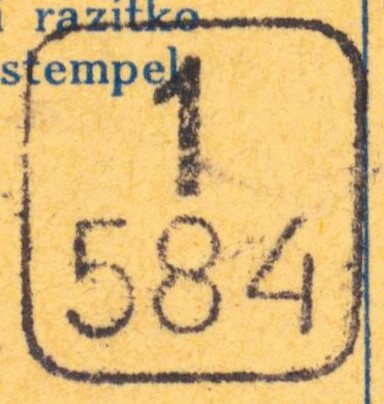 razítko
stempel
1
584